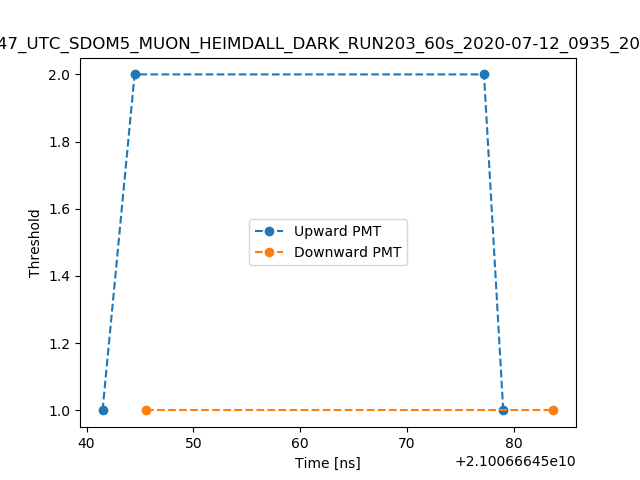 47_UTC_SDOM5_MUON_HEIMDALL_DARK_RUN203_60s_2020-07-12_0935_20
2.0
1.8
1.6
1.4
1.2
1.0
Threshold
Upward PMT
Downward PMT
40 50 60 70 80
Time [ns]
+2.10066645e10